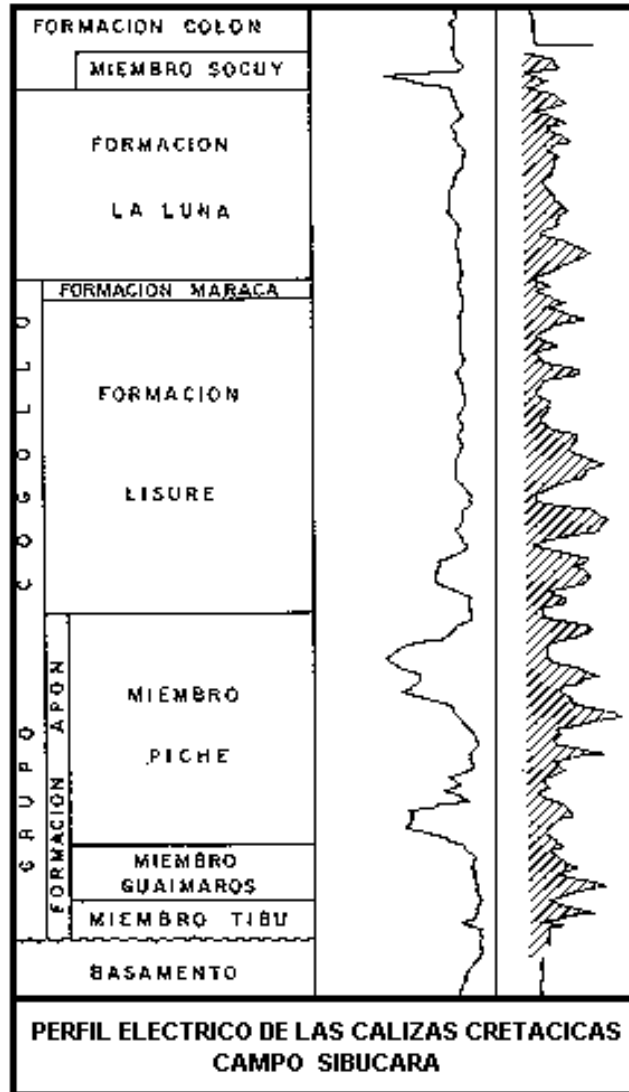 FORMACION COLON
MIEMBRO SOCUY
FORMACION
LA LUNA
FORMACION MARACA
GRUPO COGOLLO
FORMACION
LISURE
FORMACION APON
MIEMBRO
PICHE
MIEMBRO
GUAIMAROS
MIEMBRO TIBU
BASAMENTO
PERFIL ELECTRICO DE LAS CALIZAS CRETACICAS
CAMPO SIBUCARA